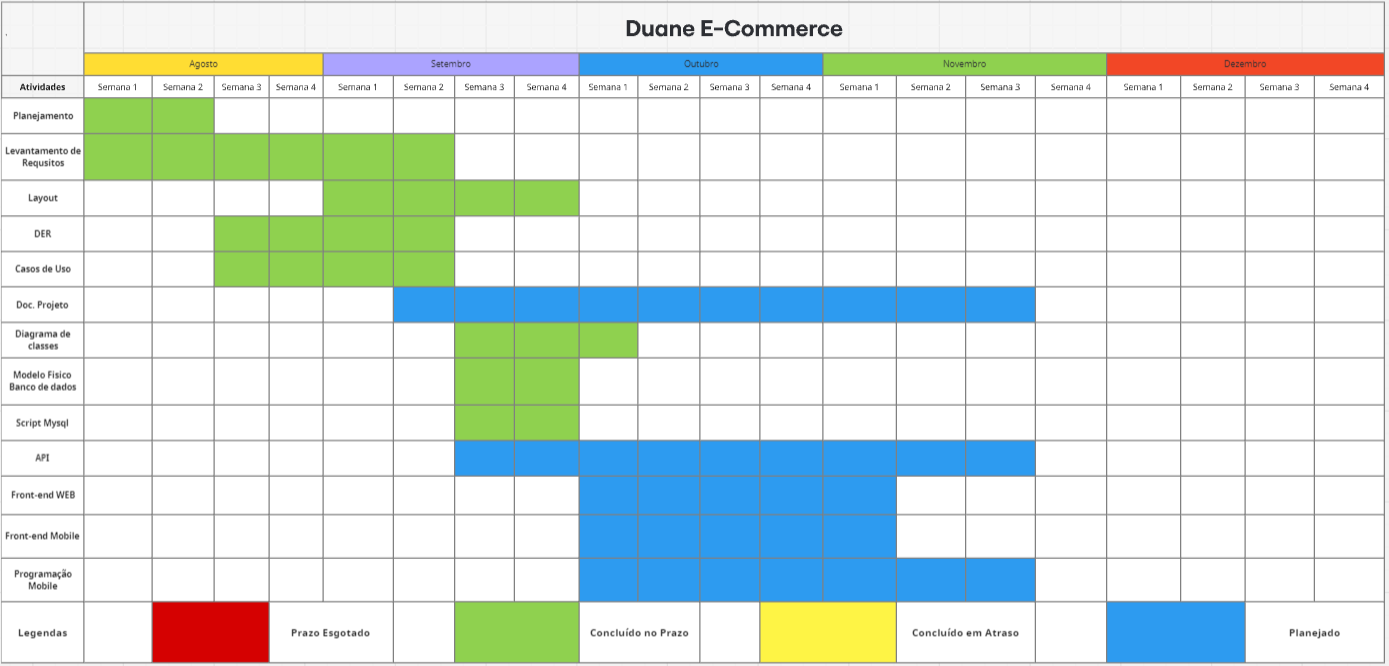 Duane E-Commerce
Agosto Setembro Outubro Novembro Dezembro
Atividades Semana 1 Semana 2 Semana 3 Semana 4 Semana 1 Semana 2 Semana 3 Semana 4 Semana 1 Semana 2 Semana 3 Semana 4 Semana 1 Semana 2 Semana 3 Semana 4 Semana 1 Semana 2 Semana 3 Semana 4
Planejamento
Levantamento de
Requsitos
Layout
DER
Casos de Uso
Doc. Projeto
Diagrama de
classes
Modelo Fisico
Banco de dados
Script Mysql
API
Front-end WEB
Front-end Mobile
Programação
Mobile
Legendas Prazo Esgotado Concluído no Prazo Concluído em Atraso Planejado